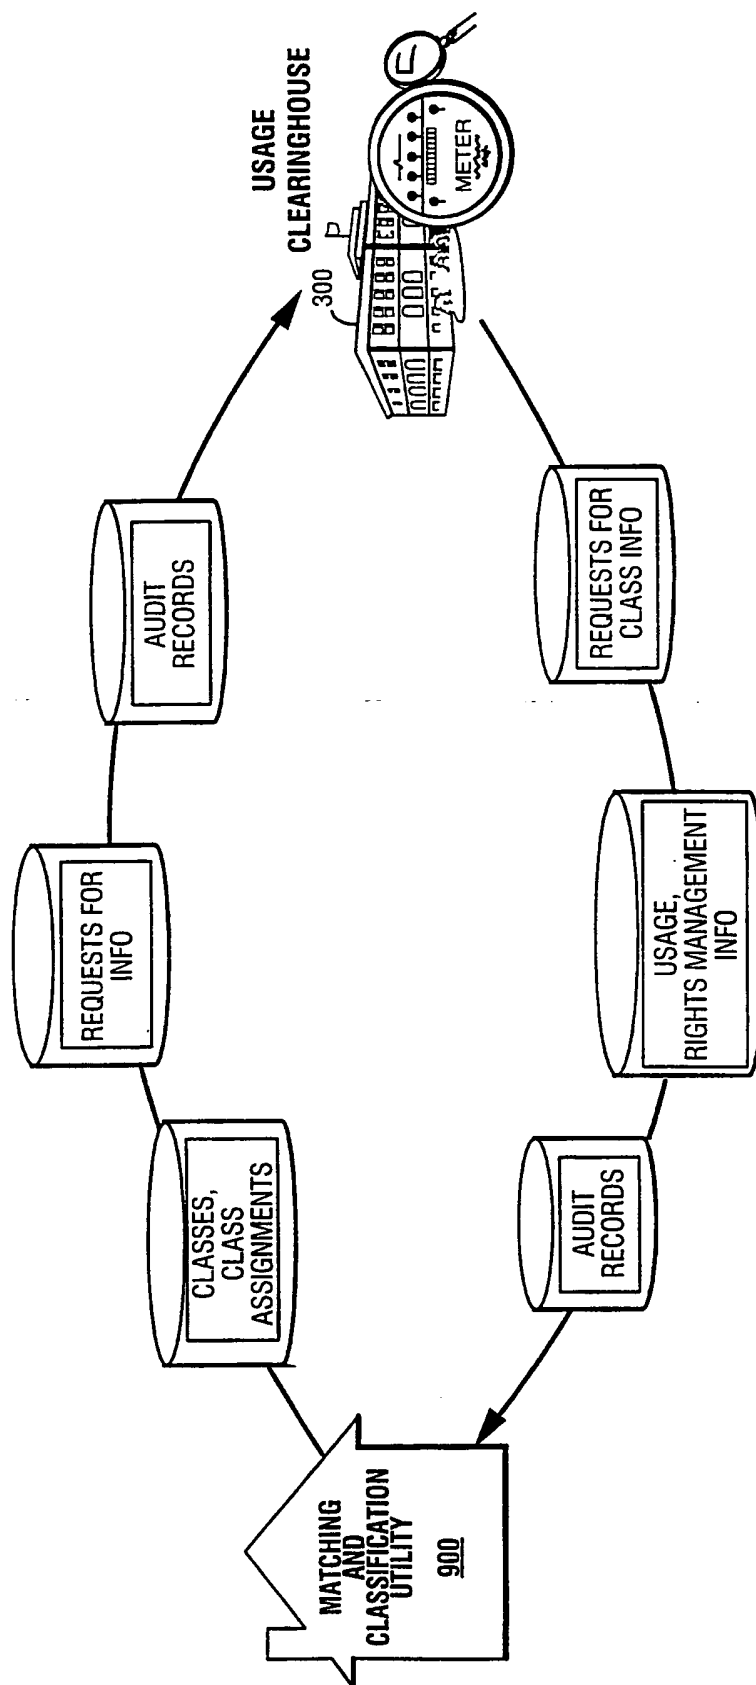 USAGE
CLEARINGHOUSE
300
METER
AUDIT
RECORDS
REQUESTS FOR
INFO
CLASSES,
CLASS
ASSIGNMENTS
MATCHING
AND
CLASSIFICATION
UTILITY
900
REQUESTS FOR
CLASS INFO
USAGE,
RIGHTS MANAGEMENT
INFO
AUDIT
RECORDS